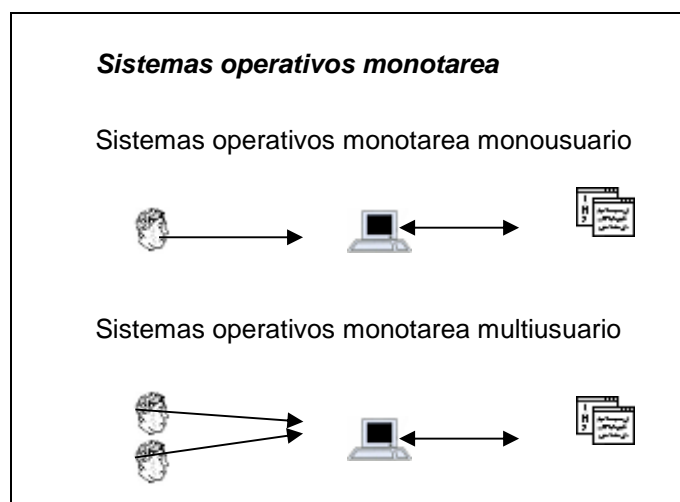 Sistemas operativos monotarea
Sistemas operativos monotarea monousuario
Sistemas operativos monotarea multiusuario